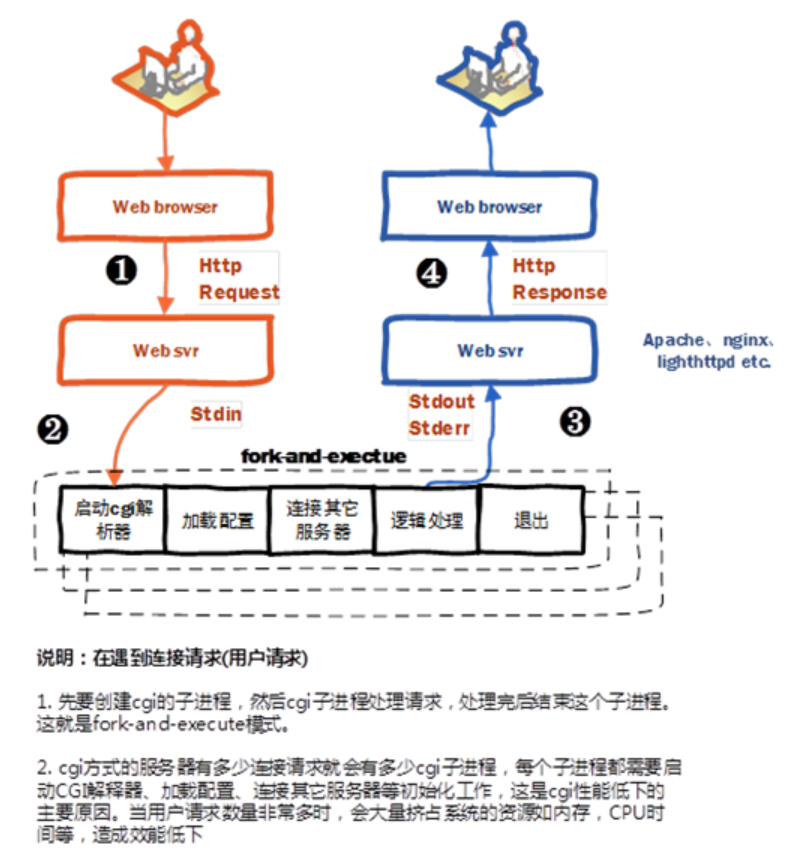 Web browser
Web browser
❶
Http
Request
❹
Http
Response
Web svr
Web svr
Apache、nginx、
lighthttpd etc.
❷
Stdin
Stdout
Stderr
❸
fork-and-exectue
启动cgi解
析器
加载配置
连接其它
服务器
逻辑处理
退出
说明：在遇到连接请求(用户请求)
1. 先要创建cgi的子进程，然后cgi子进程处理请求，处理完后结束这个子进程。
这就是fork-and-execute模式。
2. cgi方式的服务器有多少连接请求就会有多少cgi子进程，每个子进程都需要启
动CGI解释器、加载配置、连接其它服务器等初始化工作，这是cgi性能低下的
主要原因。当用户请求数量非常多时，会大量挤占系统的资源如内存，CPU时
间等，造成效能低下